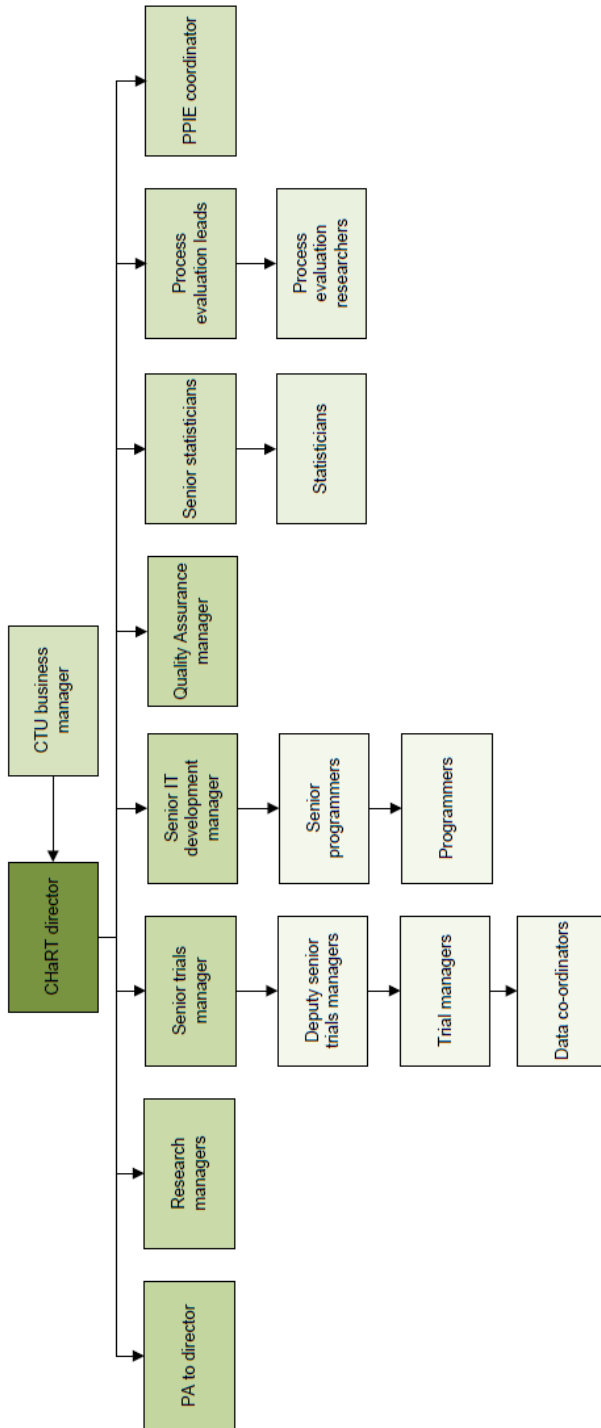 CHaRT director
CTU business
manager
PA to director
Research
managers
Senior trials
manager
Senior IT
development
manager
Quality Assurance
manager
Senior statisticians
Process
evaluation leads
PPIE coordinator
Deputy senior
trials managers
Senior
programmers
Statisticians
Process
evaluation
researchers
Trial managers
Programmers
Data co-ordinators